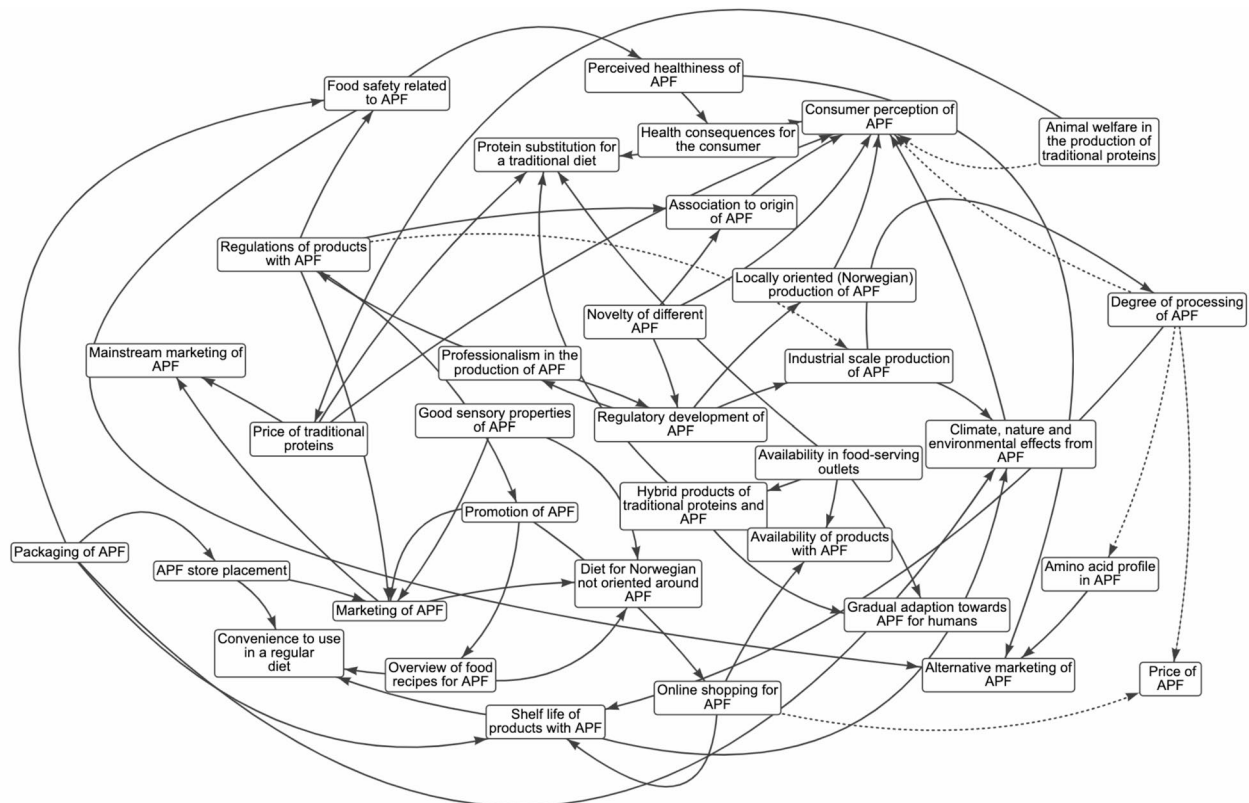 Perceived healthiness of
APF
Food safety related
to APF
Consumer perception of
APF
Animal welfare in
the production of
traditional proteins
Health consequences for
the consumer
Protein substitution for
a traditional diet
Association to origin
of APF
Regulations of products
with APF
Locally oriented (Norwegian)
production of APF
Degree of processing
of APF
Novelty of different
APF
Mainstream marketing of
APF
Professionalism in the
production of APF
Industrial scale production
of APF
Good sensory properties
of APF
Regulatory development of
APF
Price of traditional
proteins
Climate, nature and
environmental effects from
APF
Availability in food-serving
outlets
Hybrid products of
traditional proteins and
APF
Promotion of APF
Availability of products
with APF
Packaging of APF
APF store placement
Diet for Norwegian
not oriented around
APF
Amino acid profile
in APF
Marketing of APF
Gradual adaption towards
APF for humans
Convenience to use
in a regular
diet
Overview of food
recipes for APF
Alternative marketing of
APF
Price of
APF
Online shopping for
APF
Shelf life of
products with APF